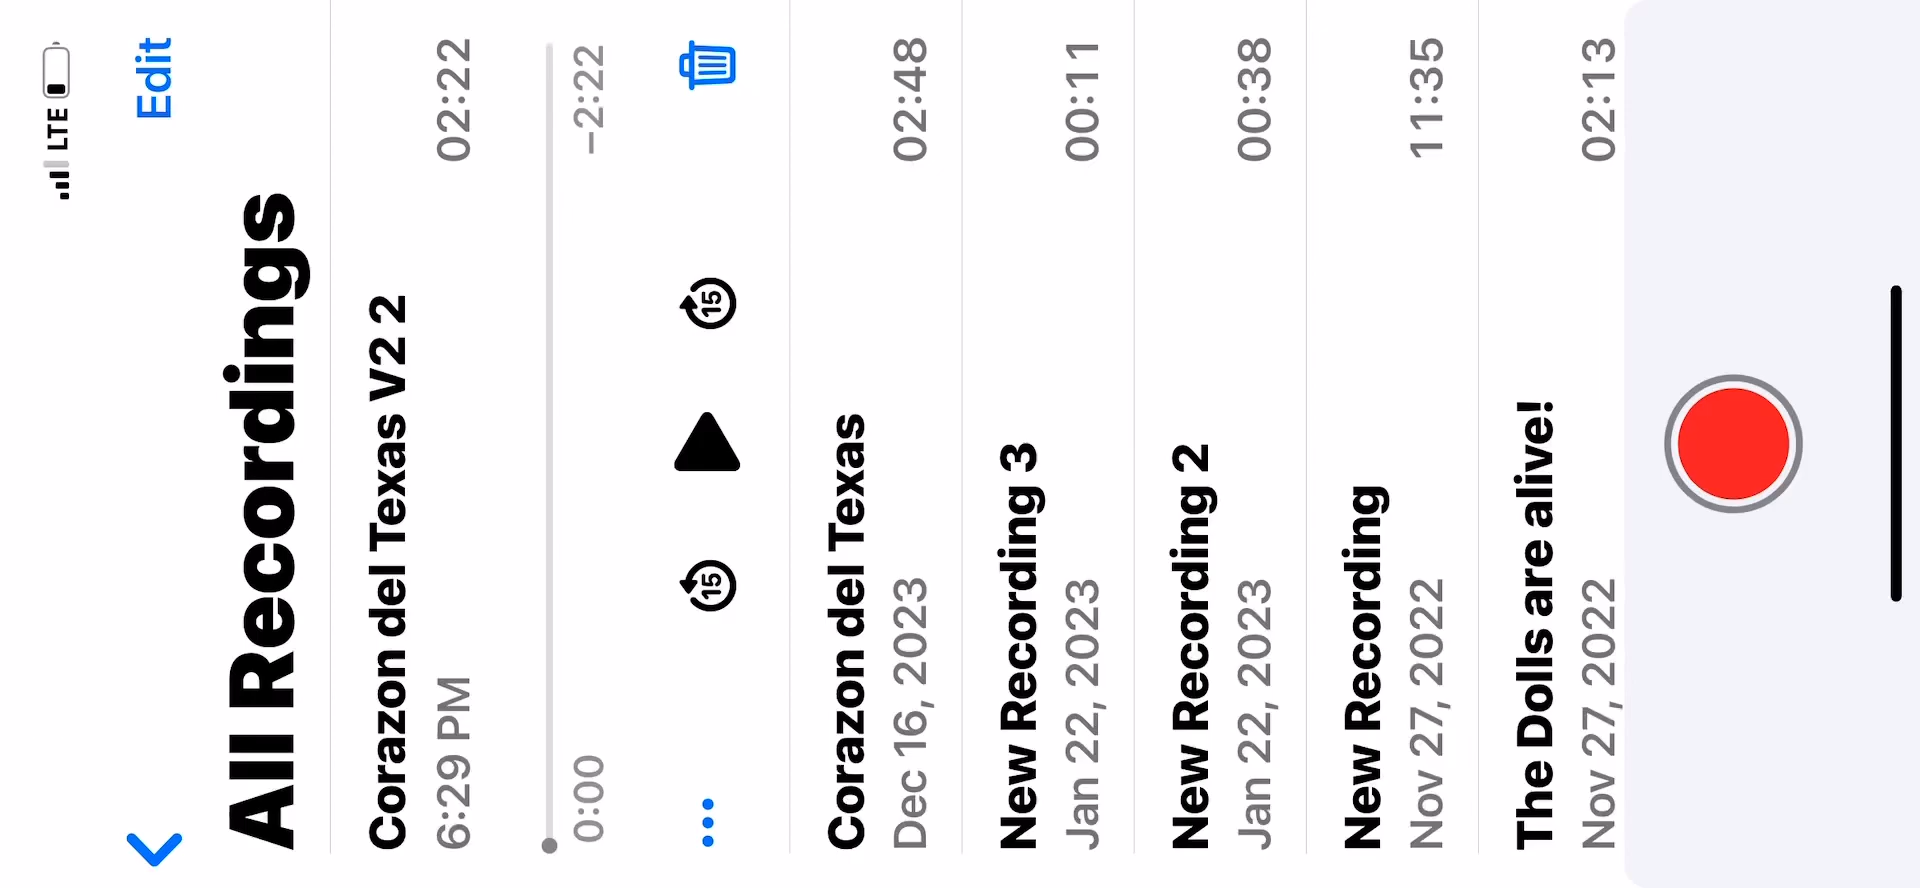 LTE
Edit
All Recordings
Corazon del Texas V2 2
6:29 PM 02:22
0:00 –2:22
15 15
Corazon del Texas
Dec 16, 2023 02:48
New Recording 3
Jan 22, 2023 00:11
New Recording 2
Jan 22, 2023 00:38
New Recording
Nov 27, 2022 11:35
The Dolls are alive!
Nov 27, 2022 02:13